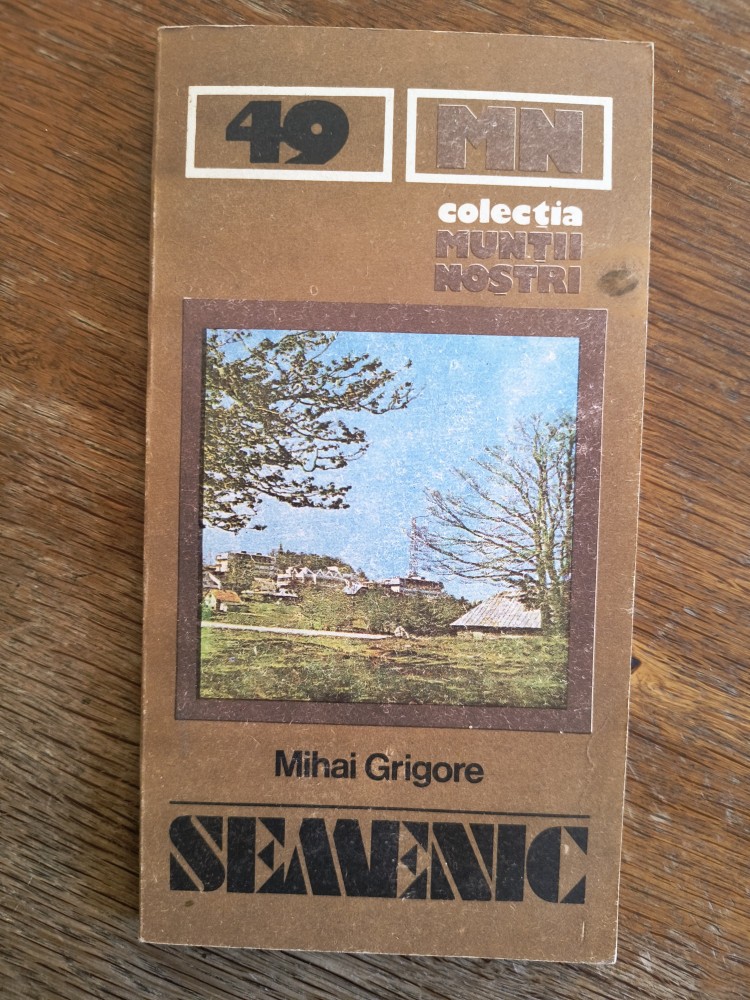 49
MN
colecția
MUNȚII
NOȘTRI
Mihai Grigore
SEMENIC